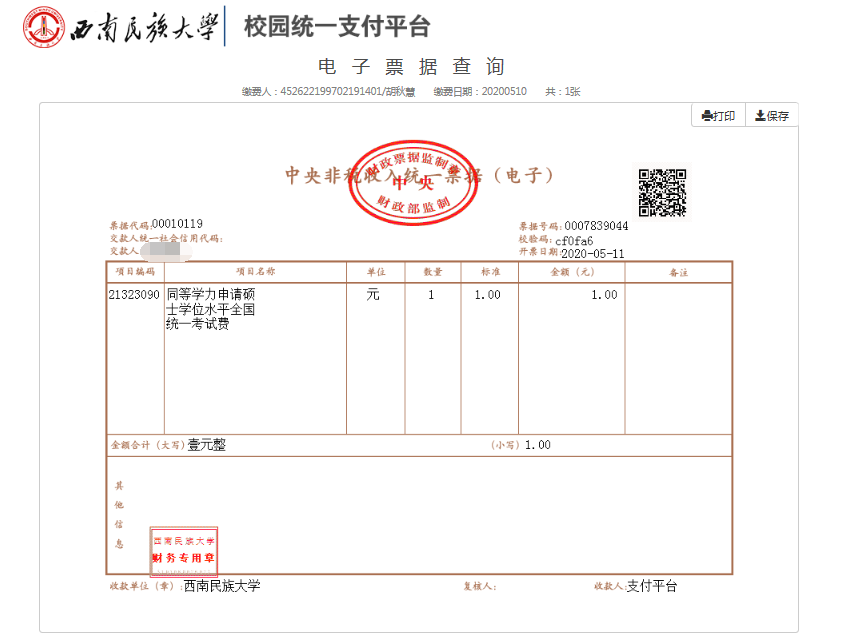 西南民族大学 校园统一支付平台
电 子 票 据 查 询
缴费人：452622199702191401/胡秋慧 缴费日期：20200510 共：1张
打印 保存
中央非税收入统一票据（电子）
财政票据监制章
中央
财政部监制
票据代码:00010119 票据号码:0007839044
交款人统一社会信用代码: 校验码:cf0fa6
交款人 开票日期:2020-05-11
项目编码 项目名称 单位 数量 标准 金额（元） 备注
21323090 同等学力申请硕 元 1 1.00 1.00
士学位水平全国
统一考试费
金额合计（大写）壹元整 （小写）1.00
其
他
信
息
西南民族大学
财务专用章
收款单位（章）:西南民族大学 复核人: 收款人:支付平台